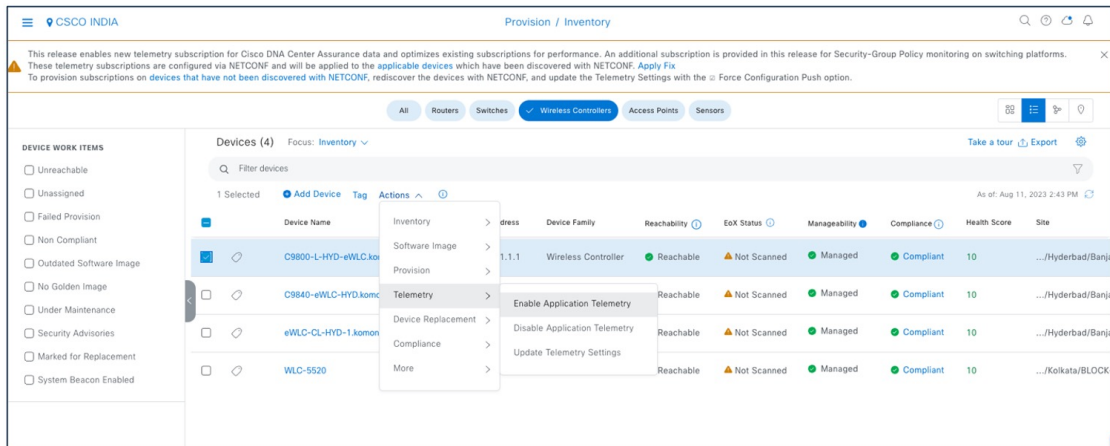 CSCO INDIA
Provision / Inventory
This release enables new telemetry subscription for Cisco DNA Center Assurance data and optimizes existing subscriptions for performance. An additional subscription is provided in this release for Security-Group Policy monitoring on switching platforms.
These telemetry subscriptions are configured via NETCONF and will be applied to the applicable devices which have been discovered with NETCONF. Apply Fix
To provision subscriptions on devices that have not been discovered with NETCONF, rediscover the devices with NETCONF, and update the Telemetry Settings with the ☑ Force Configuration Push option.
All Routers Switches Wireless Controllers Access Points Sensors
DEVICE WORK ITEMS
Unreachable
Unassigned
Failed Provision
Non Compliant
Outdated Software Image
No Golden Image
Under Maintenance
Security Advisories
Marked for Replacement
System Beacon Enabled
Devices (4) Focus: Inventory
Take a tour Export
Filter devices
1 Selected Add Device Tag Actions
As of: Aug 11, 2023 2:43 PM
Device Name dress Device Family Reachability EoX Status Manageability Compliance Health Score Site
C9800-L-HYD-eWLC.ko 1.1.1 Wireless Controller Reachable Not Scanned Managed Compliant 10 .../Hyderbad/Banja
C9840-eWLC-HYD.komo Reachable Not Scanned Managed Compliant 10 .../Hyderbad/Banja
eWLC-CL-HYD-1.komon Reachable Not Scanned Managed Compliant 10 .../Hyderbad/Banja
WLC-5520 Reachable Not Scanned Managed Compliant 10 .../Kolkata/BLOCK
Inventory
Software Image
Provision
Telemetry
Device Replacement
Compliance
More
Enable Application Telemetry
Disable Application Telemetry
Update Telemetry Settings